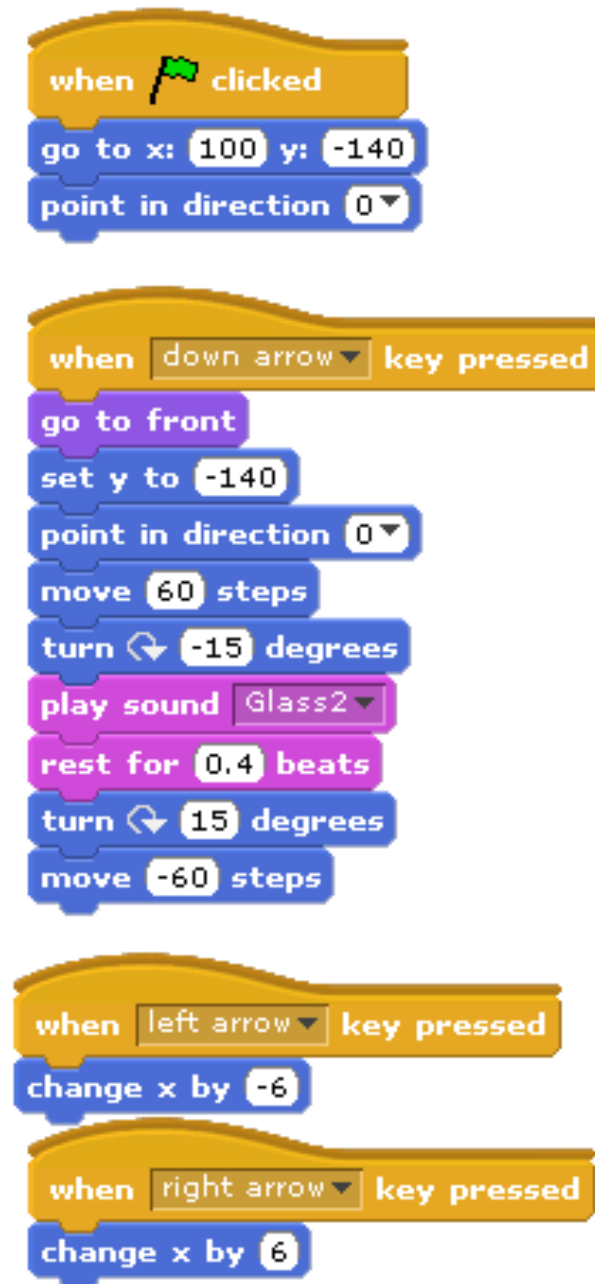 when clicked
go to x: 100 y: -140
point in direction 0
when down arrow key pressed
go to front
set y to -140
point in direction 0
move 60 steps
turn -15 degrees
play sound Glass2
rest for 0.4 beats
turn 15 degrees
move -60 steps
when left arrow key pressed
change x by -6
when right arrow key pressed
change x by 6